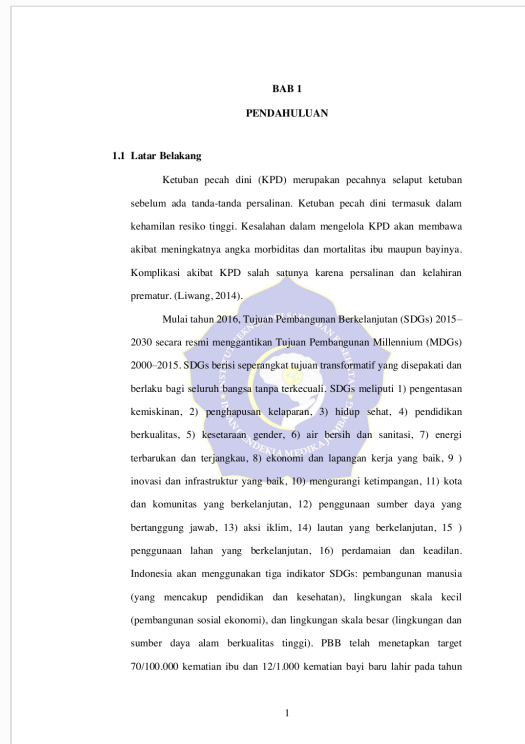 BAB 1
PENDAHULUAN
1.1 Latar Belakang
Ketuban pecah dini (KPD) merupakan pecahnya selaput ketuban
sebelum ada tanda-tanda persalinan. Ketuban pecah dini termasuk dalam
kehamilan resiko tinggi. Kesalahan dalam mengelola KPD akan membawa
akibat meningkatnya angka morbiditas dan mortalitas ibu maupun bayinya.
Komplikasi akibat KPD salah satunya karena persalinan dan kelahiran
prematur. (Liwang, 2014).
Mulai tahun 2016, Tujuan Pembangunan Berkelanjutan (SDGs) 2015–
2030 secara resmi menggantikan Tujuan Pembangunan Millennium (MDGs)
2000–2015. SDGs berisi seperangkat tujuan transformatif yang disepakati dan
berlaku bagi seluruh bangsa tanpa terkecuali. SDGs meliputi 1) pengentasan
kemiskinan, 2) penghapusan kelaparan, 3) hidup sehat, 4) pendidikan
berkualitas, 5) kesetaraan gender, 6) air bersih dan sanitasi, 7) energi
terbarukan dan terjangkau, 8) ekonomi dan lapangan kerja yang baik, 9 )
inovasi dan infrastruktur yang baik, 10) mengurangi ketimpangan, 11) kota
dan komunitas yang berkelanjutan, 12) penggunaan sumber daya yang
bertanggung jawab, 13) aksi iklim, 14) lautan yang berkelanjutan, 15 )
penggunaan lahan yang berkelanjutan, 16) perdamaian dan keadilan.
Indonesia akan menggunakan tiga indikator SDGs: pembangunan manusia
(yang mencakup pendidikan dan kesehatan), lingkungan skala kecil
(pembangunan sosial ekonomi), dan lingkungan skala besar (lingkungan dan
sumber daya alam berkualitas tinggi). PBB telah menetapkan target
70/100.000 kematian ibu dan 12/1.000 kematian bayi baru lahir pada tahun
1